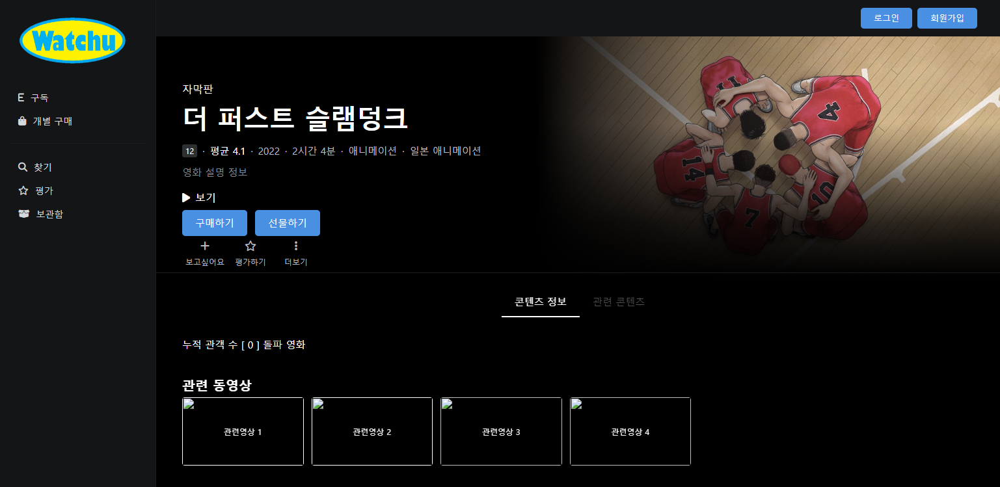 Watchu
로그인 회원가입
구독
개별 구매
찾기
평가
보관함
자막판
더 퍼스트 슬램덩크
12 · 평균 4.1 · 2022 · 2시간 4분 · 애니메이션 · 일본 애니메이션
영화 설명 정보
보기
구매하기 선물하기
보고싶어요 평가하기 더보기
11
4
14
7
10
콘텐츠 정보 관련 콘텐츠
누적 관객 수 [ 0 ] 돌파 영화
관련 동영상
관련영상 1 관련영상 2 관련영상 3 관련영상 4